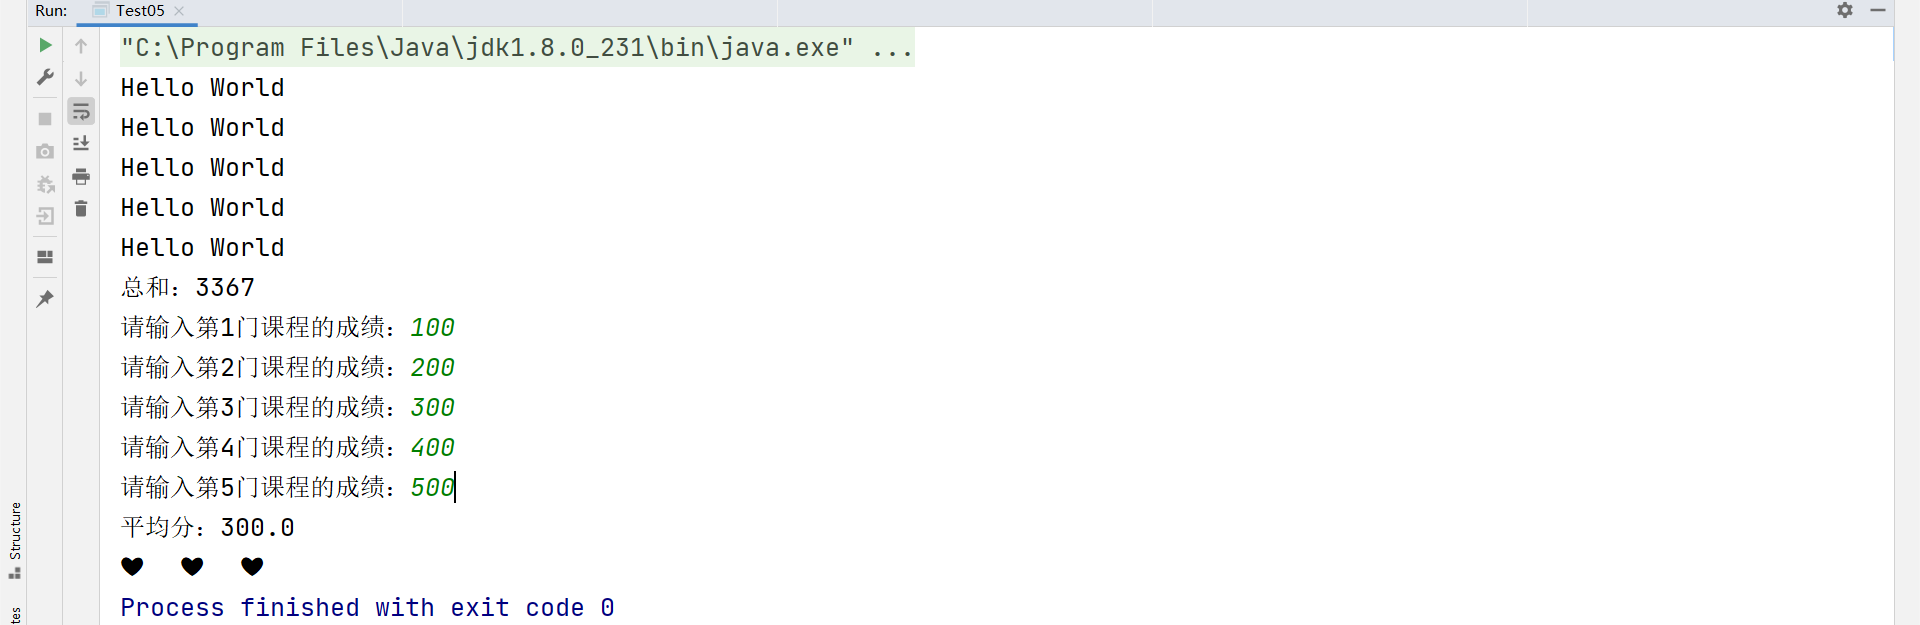 Run: Test05
"C:\Program Files\Java\jdk1.8.0_231\bin\java.exe" ...
Hello World
Hello World
Hello World
Hello World
Hello World
总和：3367
请输入第1门课程的成绩：100
请输入第2门课程的成绩：200
请输入第3门课程的成绩：300
请输入第4门课程的成绩：400
请输入第5门课程的成绩：500
平均分：300.0
♥ ♥ ♥
Process finished with exit code 0
Structure